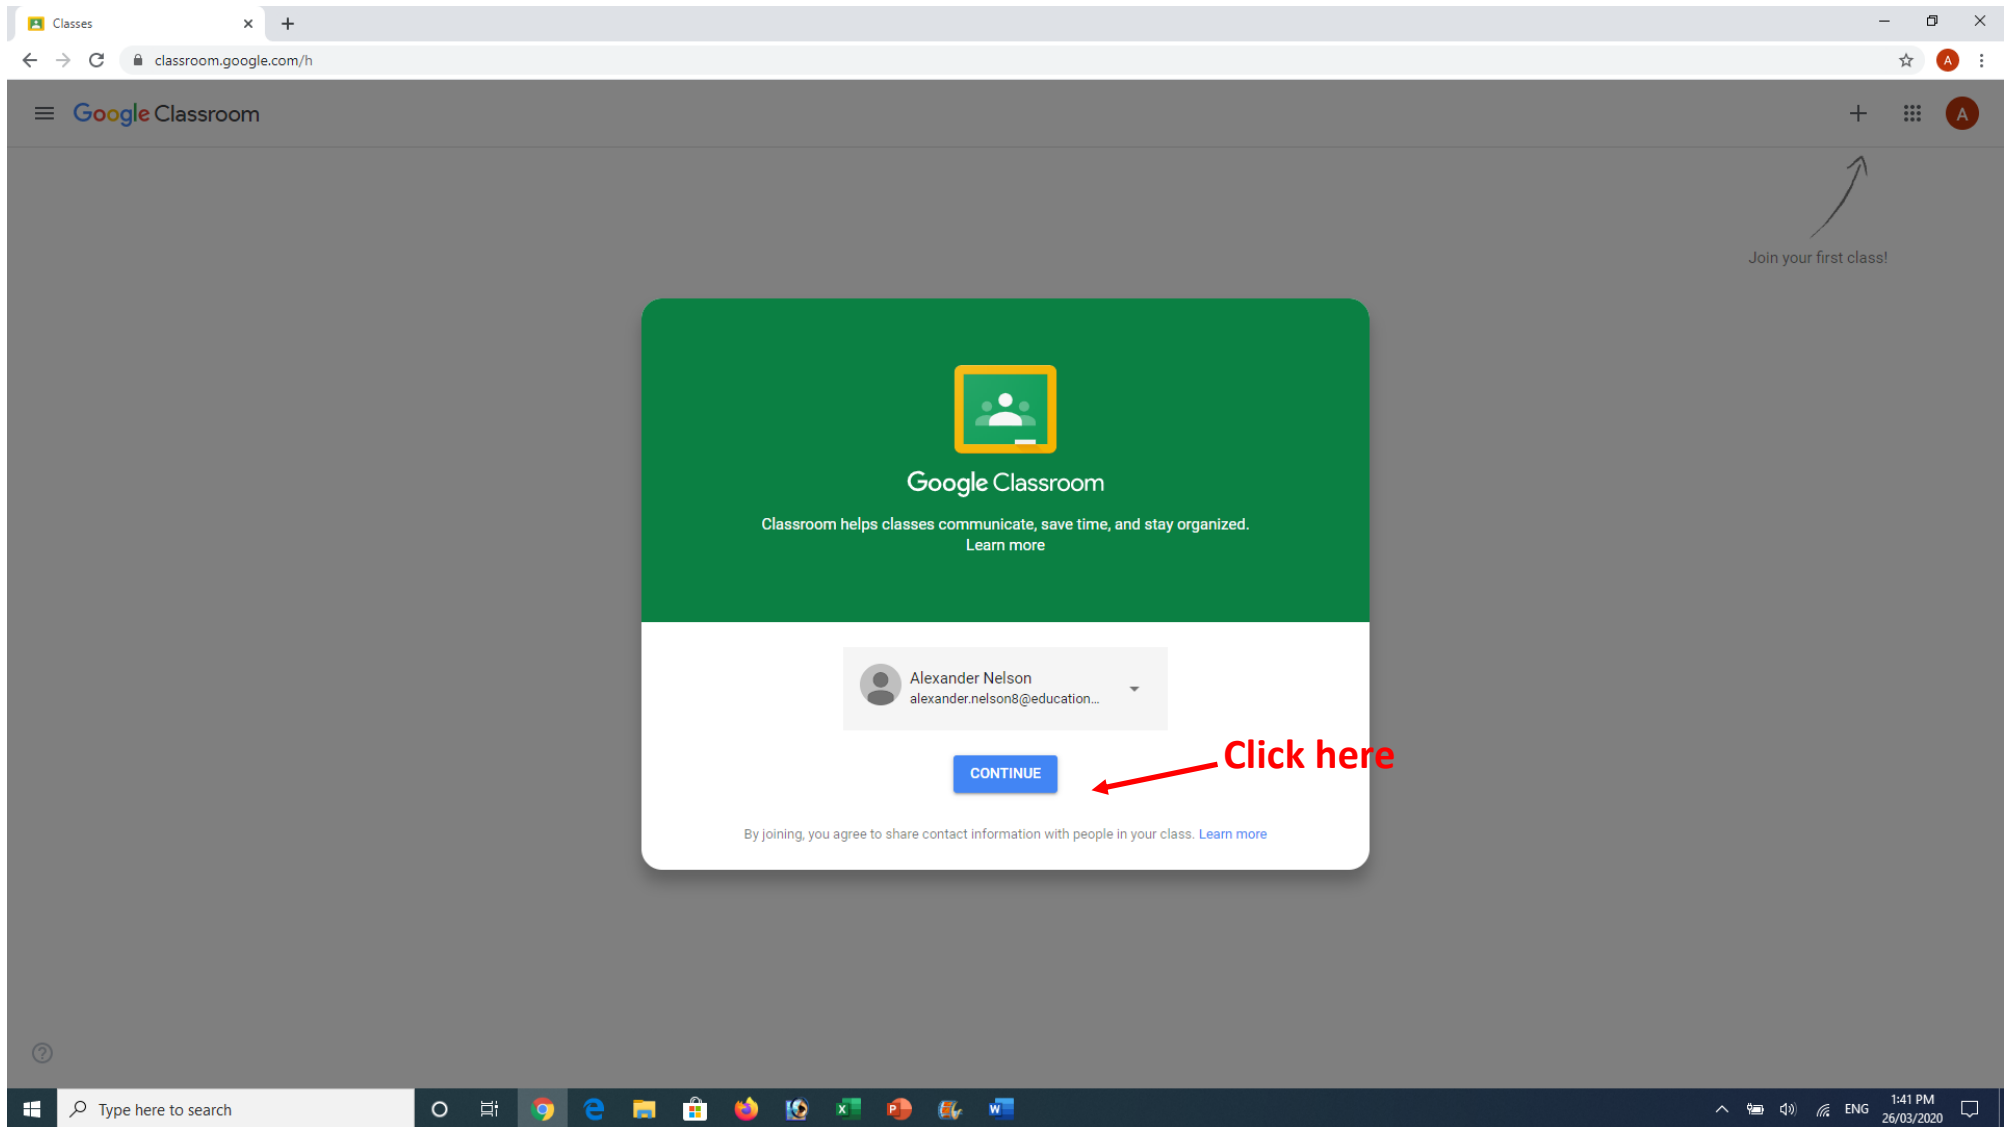 Classes
classroom.google.com/h
A
Google Classroom
A
Join your first class!
Google Classroom
Classroom helps classes communicate, save time, and stay organized.
Learn more
Alexander Nelson
alexander.nelson8@education...
Click here
CONTINUE
By joining, you agree to share contact information with people in your class. Learn more
Type here to search
ENG
1:41 PM
26/03/2020